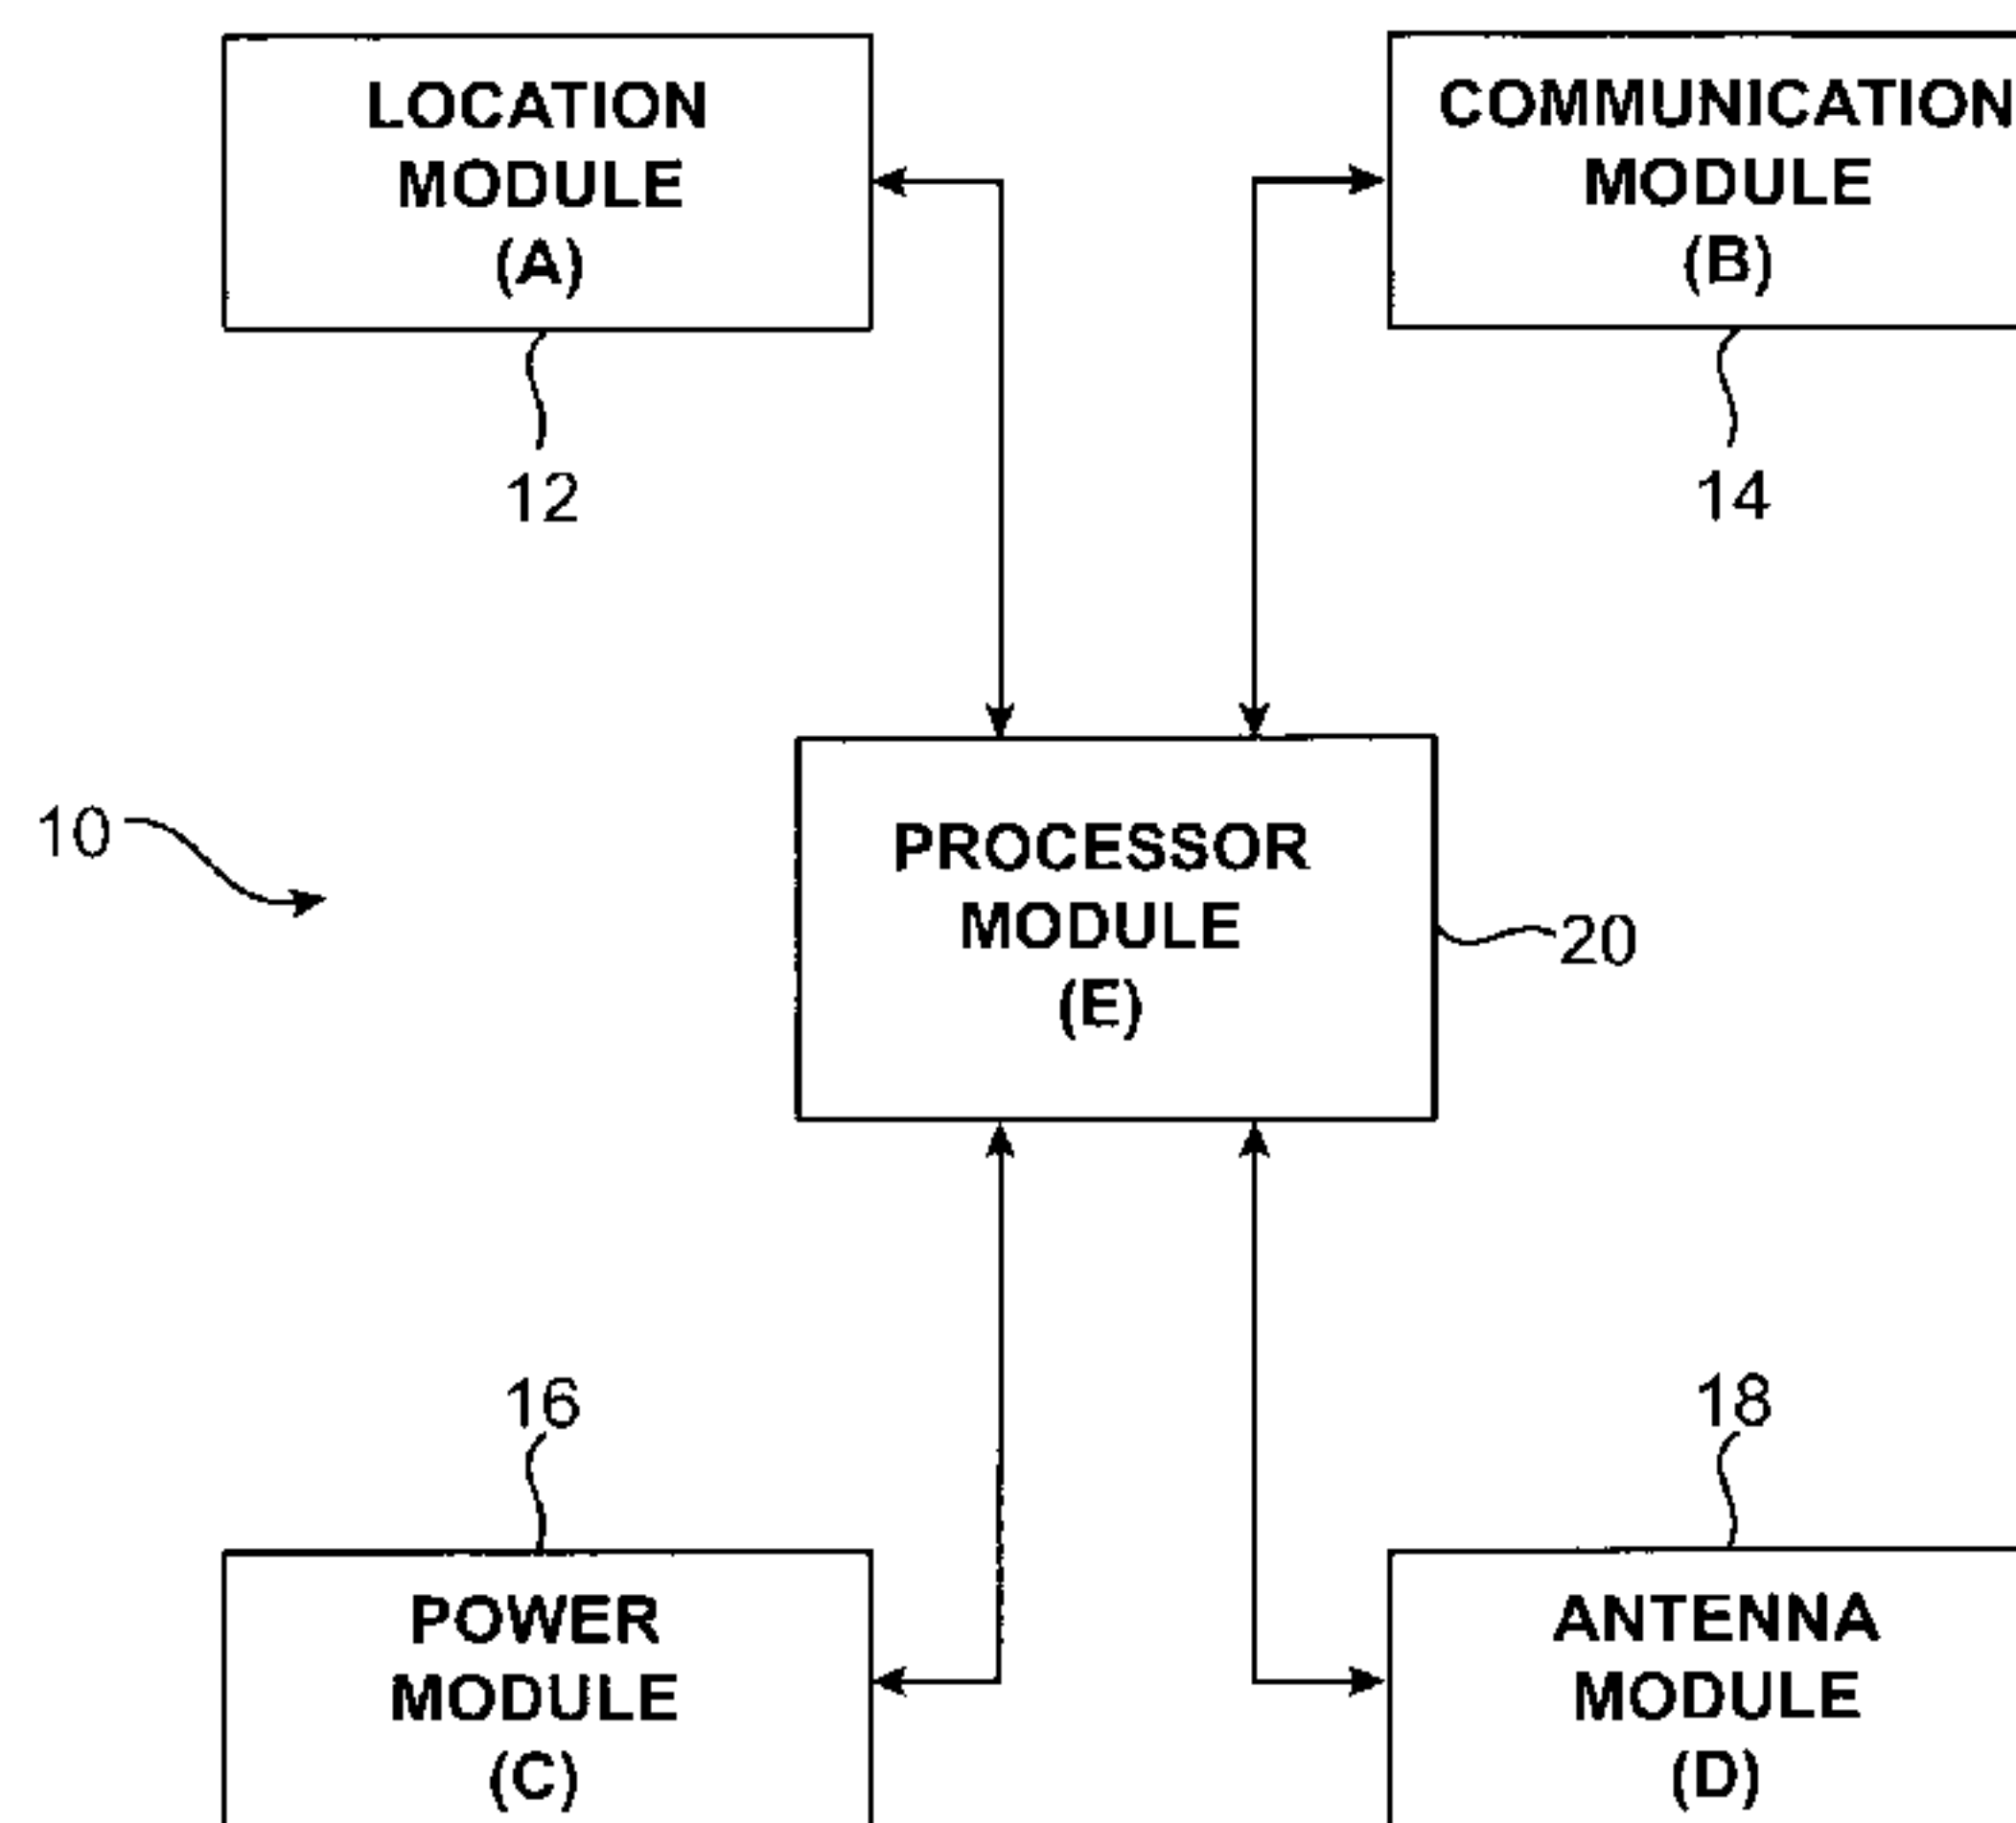 LOCATION
MODULE
(A)
COMMUNICATION
MODULE
(B)
12
14
10
PROCESSOR
MODULE
(E)
20
16
18
POWER
MODULE
(C)
ANTENNA
MODULE
(D)